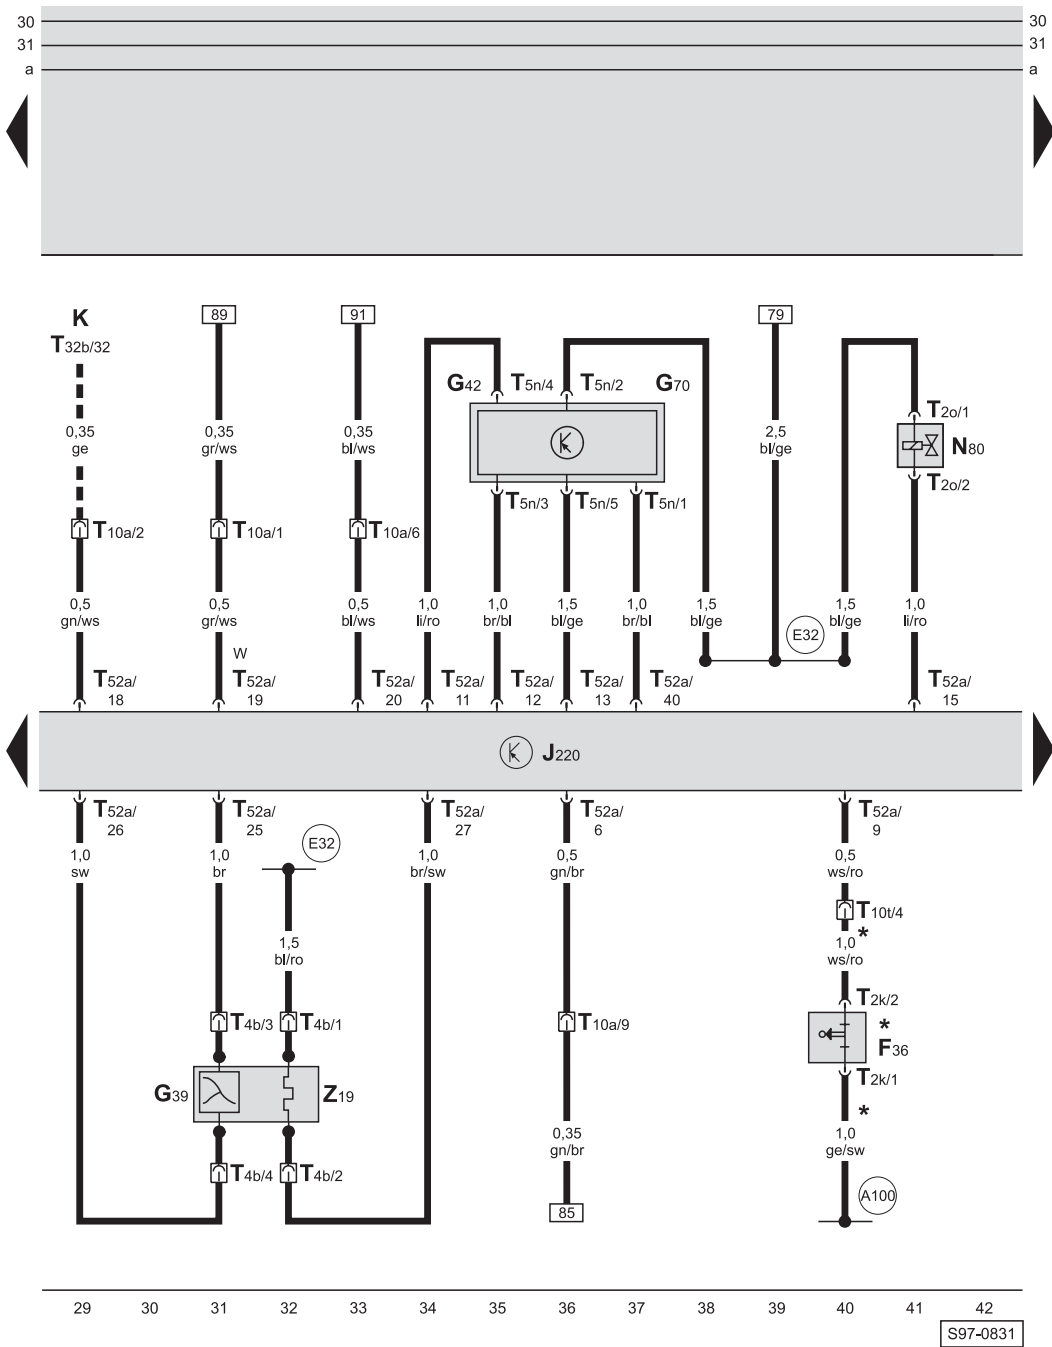 30 30
31 31
a a
K 89 91 79
T32b/32
G42 T5n/4 T5n/2 G70
T2o/1
0,35 0,35 0,35 2,5
ge gr/ws bl/ws bl/ge
N80
T2o/2
T5n/3 T5n/5 T5n/1
T10a/2 T10a/1 T10a/6
0,5 0,5 0,5 1,0 1,0 1,5 1,0 1,5 1,5 1,0
gn/ws gr/ws bl/ws li/ro br/bl bl/ge br/bl bl/ge bl/ge li/ro
E32
W
T52a/ T52a/ T52a/ T52a/ T52a/ T52a/ T52a/ T52a/
18 19 20 11 12 13 40 15
J220
T52a/ T52a/ T52a/ T52a/ T52a/
26 25 27 6 9
E32
1,0 1,0 1,0 0,5 0,5
sw br br/sw gn/br ws/ro
T10t/4
*
1,5 1,0
bl/ro ws/ro
T2k/2
T4b/3 T4b/1 T10a/9
*
F36
T2k/1
G39 Z19
*
0,35 1,0
gn/br ge/sw
T4b/4 T4b/2
A100
85
29 30 31 32 33 34 35 36 37 38 39 40 41 42
S97-0831